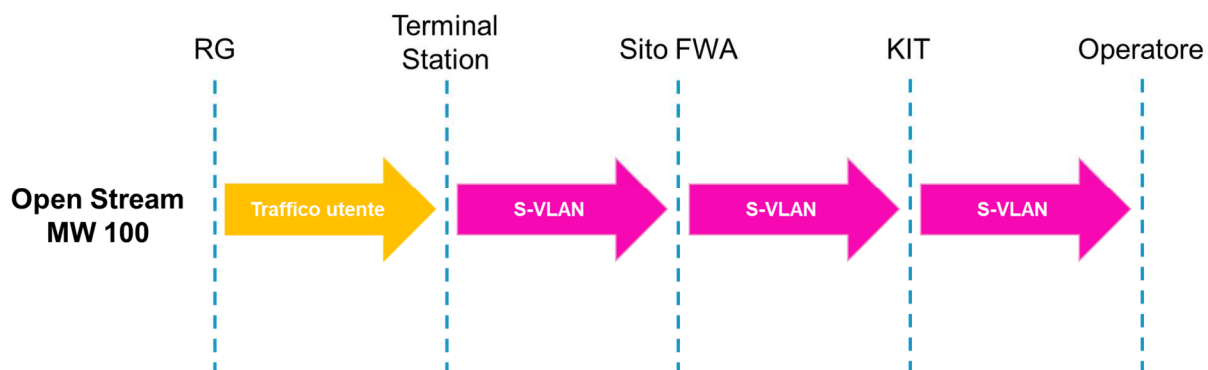 RG
Terminal
Station
Sito FWA
KIT
Operatore
Open Stream
MW 100
Traffico utente
S-VLAN
S-VLAN
S-VLAN